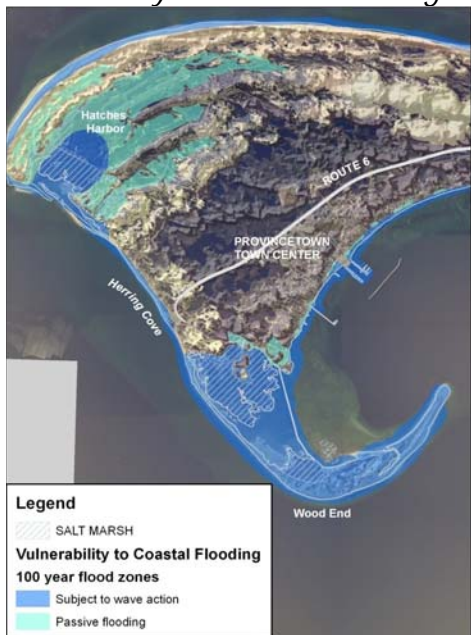 Hatches
Harbor
ROUTE 6
PROVINCETOWN
TOWN CENTER
Herring Cove
Wood End
Legend
SALT MARSH
Vulnerability to Coastal Flooding
100 year flood zones
Subject to wave action
Passive flooding